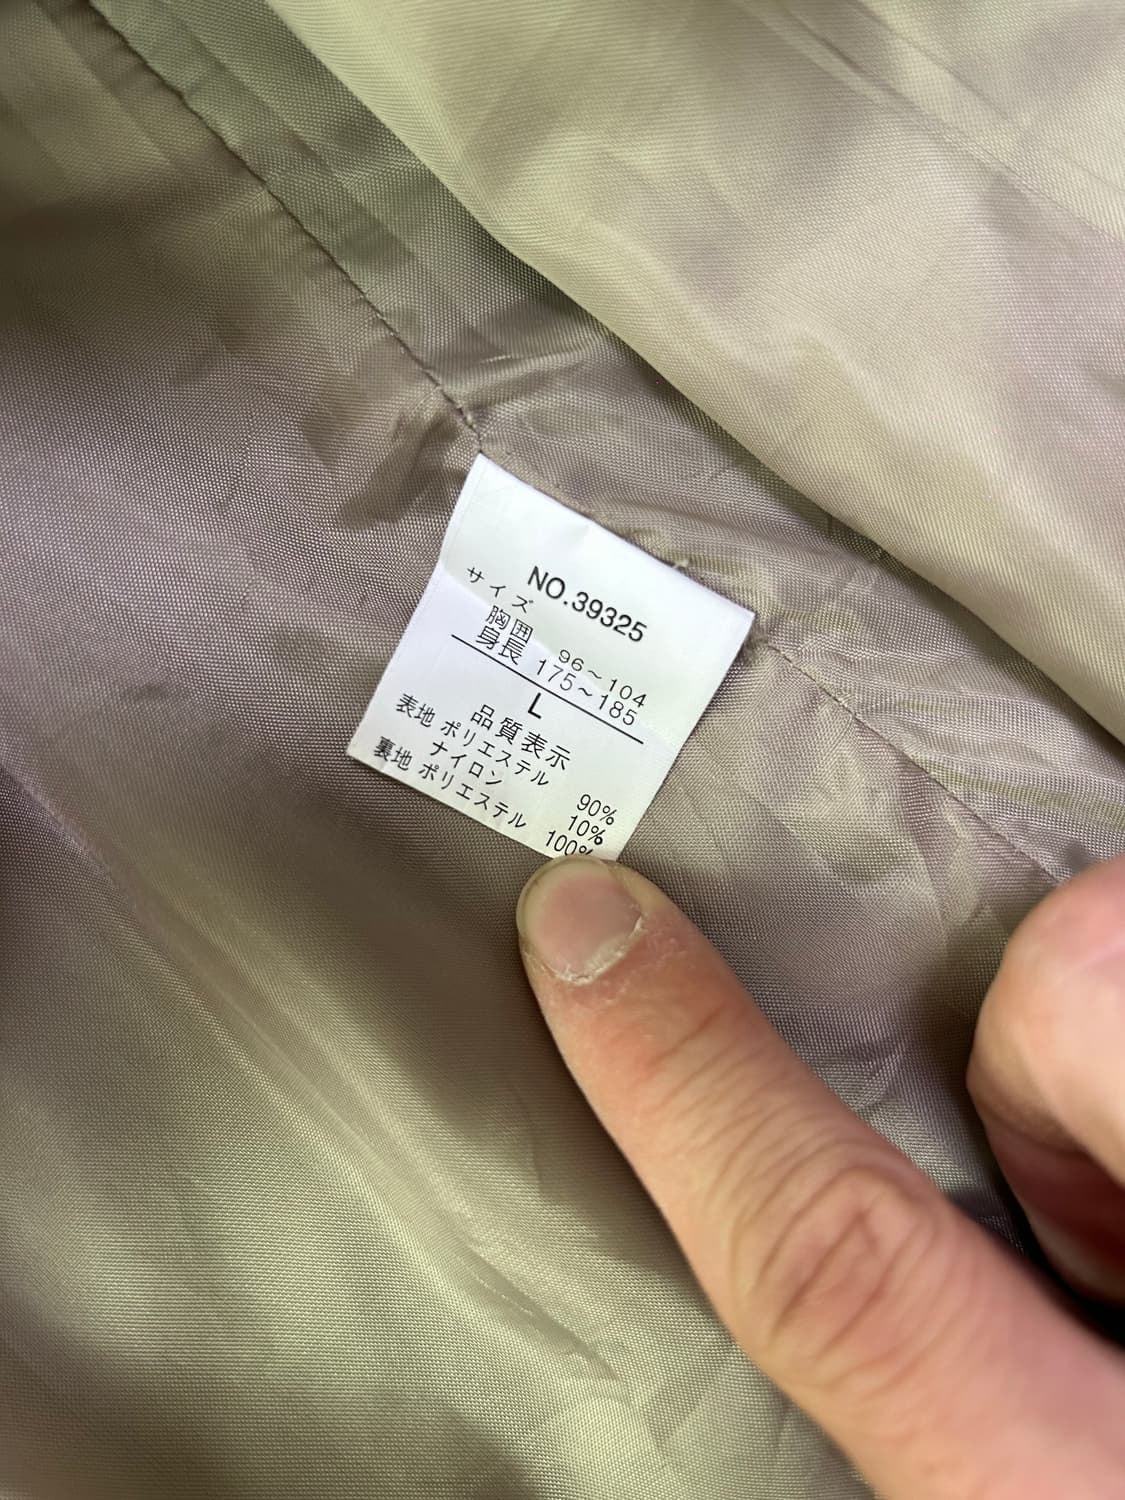 NO.39325
サイズ
胸囲 96～104
身長 175～185
L
品質表示
表地 ポリエステル 90%
ナイロン 10%
裏地 ポリエステル 100%